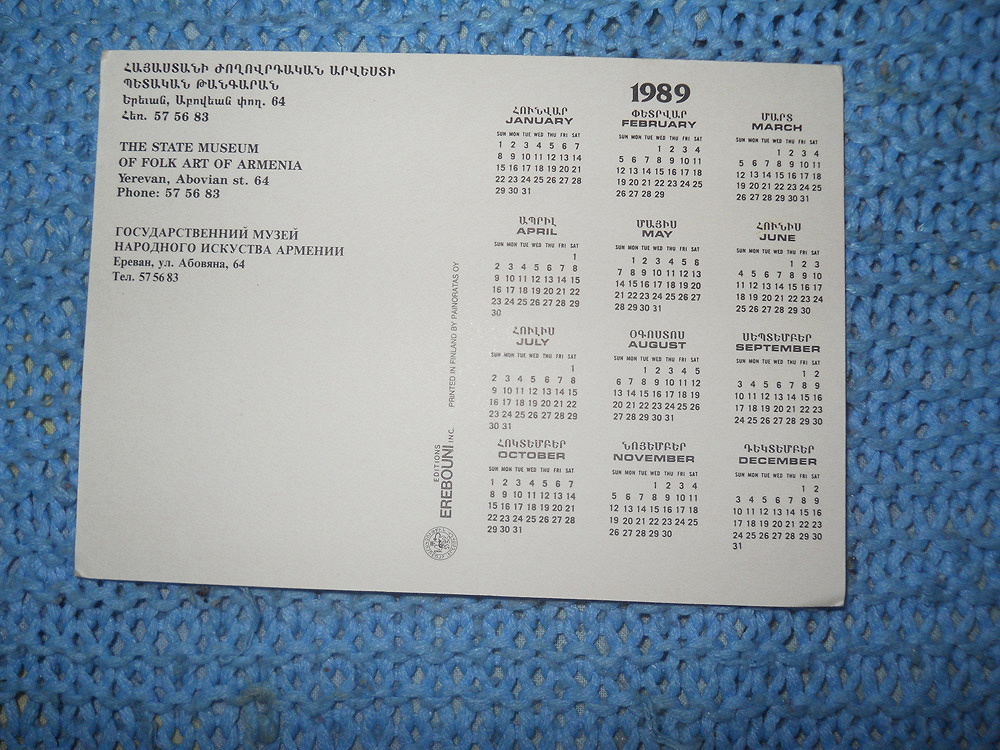 ՀԱՅԱՍՏԱՆԻ ԺՈՂՈՎՐԴԱԿԱՆ ԱՐՎԵՍՏԻ
ՊԵՏԱԿԱՆ ԹԱՆԳԱՐԱՆ
Երեւան, Աբովեան փող. 64
Հեռ. 57 56 83
THE STATE MUSEUM
OF FOLK ART OF ARMENIA
Yerevan, Abovian st. 64
Phone: 57 56 83
ГОСУДАРСТВЕННИЙ МУЗЕЙ
НАРОДНОГО ИСКУСТВА АРМЕНИИ
Ереван, ул. Абовяна, 64
Тел. 57 56 83
EDITIONS
EREBOUNI INC.
PRINTED IN FINLAND BY PAINORATAS OY
1989
ՀՈՒՆՎԱՐ
JANUARY
SUN MON TUE WED THU FRI SAT
1 2 3 4 5 6 7
8 9 10 11 12 13 14
15 16 17 18 19 20 21
22 23 24 25 26 27 28
29 30 31
ՓԵՏՐՎԱՐ
FEBRUARY
SUN MON TUE WED THU FRI SAT
1 2 3 4
5 6 7 8 9 10 11
12 13 14 15 16 17 18
19 20 21 22 23 24 25
26 27 28 29
ՄԱՐՏ
MARCH
SUN MON TUE WED THU FRI SAT
1 2 3 4
5 6 7 8 9 10 11
12 13 14 15 16 17 18
19 20 21 22 23 24 25
26 27 28 29 30 31
ԱՊՐԻԼ
APRIL
SUN MON TUE WED THU FRI SAT
1
2 3 4 5 6 7 8
9 10 11 12 13 14 15
16 17 18 19 20 21 22
23 24 25 26 27 28 29
30
ՄԱՅԻՍ
MAY
SUN MON TUE WED THU FRI SAT
1 2 3 4 5 6
7 8 9 10 11 12 13
14 15 16 17 18 19 20
21 22 23 24 25 26 27
28 29 30 31
ՀՈՒՆԻՍ
JUNE
SUN MON TUE WED THU FRI SAT
1 2 3
4 5 6 7 8 9 10
11 12 13 14 15 16 17
18 19 20 21 22 23 24
25 26 27 28 29 30
ՀՈՒԼԻՍ
JULY
SUN MON TUE WED THU FRI SAT
1
2 3 4 5 6 7 8
9 10 11 12 13 14 15
16 17 18 19 20 21 22
23 24 25 26 27 28 29
30 31
ՕԳՈՍՏՈՍ
AUGUST
SUN MON TUE WED THU FRI SAT
1 2 3 4 5
6 7 8 9 10 11 12
13 14 15 16 17 18 19
20 21 22 23 24 25 26
27 28 29 30 31
ՍԵՊՏԵՄԲԵՐ
SEPTEMBER
SUN MON TUE WED THU FRI SAT
1 2
3 4 5 6 7 8 9
10 11 12 13 14 15 16
17 18 19 20 21 22 23
24 25 26 27 28 29 30
ՀՈԿՏԵՄԲԵՐ
OCTOBER
SUN MON TUE WED THU FRI SAT
1 2 3 4 5 6 7
8 9 10 11 12 13 14
15 16 17 18 19 20 21
22 23 24 25 26 27 28
29 30 31
ՆՈՅԵՄԲԵՐ
NOVEMBER
SUN MON TUE WED THU FRI SAT
1 2 3 4
5 6 7 8 9 10 11
12 13 14 15 16 17 18
19 20 21 22 23 24 25
26 27 28 29 30
ԴԵԿՏԵՄԲԵՐ
DECEMBER
SUN MON TUE WED THU FRI SAT
1 2
3 4 5 6 7 8 9
10 11 12 13 14 15 16
17 18 19 20 21 22 23
24 25 26 27 28 29 30
31